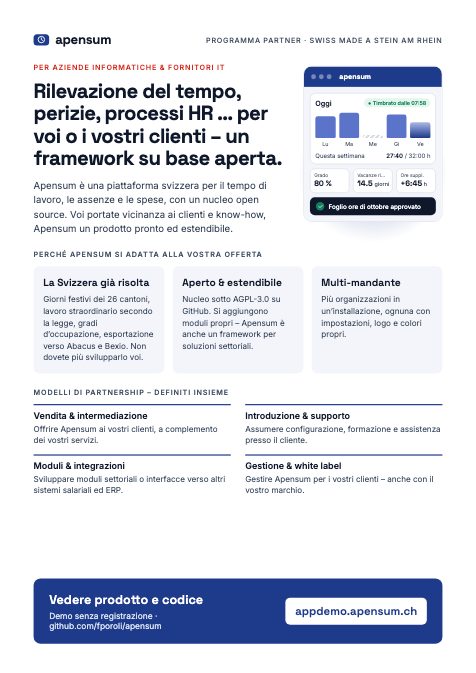 apensum
PROGRAMMA PARTNER · SWISS MADE A STEIN AM RHEIN
PER AZIENDE INFORMATICHE & FORNITORI IT
Rilevazione del tempo,
perizie, processi HR ... per
voi o i vostri clienti – un
framework su base aperta.
Apensum è una piattaforma svizzera per il tempo di
lavoro, le assenze e le spese, con un nucleo open
source. Voi portate vicinanza ai clienti e know-how,
Apensum un prodotto pronto ed estendibile.
apensum
Oggi
• Timbrato dalle 07:58
Lu Ma Me Gi Ve
Questa settimana 27:40 / 32:00 h
Grado
80 %
Vacanze ri...
14.5 giorni
Ore suppl.
+6:45 h
Foglio ore di ottobre approvato
PERCHÉ APENSUM SI ADATTA ALLA VOSTRA OFFERTA
La Svizzera già risolta
Giorni festivi dei 26 cantoni,
lavoro straordinario secondo
la legge, gradi
d'occupazione, esportazione
verso Abacus e Bexio. Non
dovete più svilupparlo voi.
Aperto & estendibile
Nucleo sotto AGPL-3.0 su
GitHub. Si aggiungono
moduli propri – Apensum è
anche un framework per
soluzioni settoriali.
Multi-mandante
Più organizzazioni in
un'installazione, ognuna con
impostazioni, logo e colori
propri.
MODELLI DI PARTNERSHIP – DEFINITI INSIEME
Vendita & intermediazione
Offrire Apensum ai vostri clienti, a complemento
dei vostri servizi.
Introduzione & supporto
Assumere configurazione, formazione e assistenza
presso il cliente.
Moduli & integrazioni
Sviluppare moduli settoriali o interfacce verso altri
sistemi salariali ed ERP.
Gestione & white label
Gestire Apensum per i vostri clienti – anche con il
vostro marchio.
Vedere prodotto e codice
Demo senza registrazione ·
github.com/fporoli/apensum
appdemo.apensum.ch